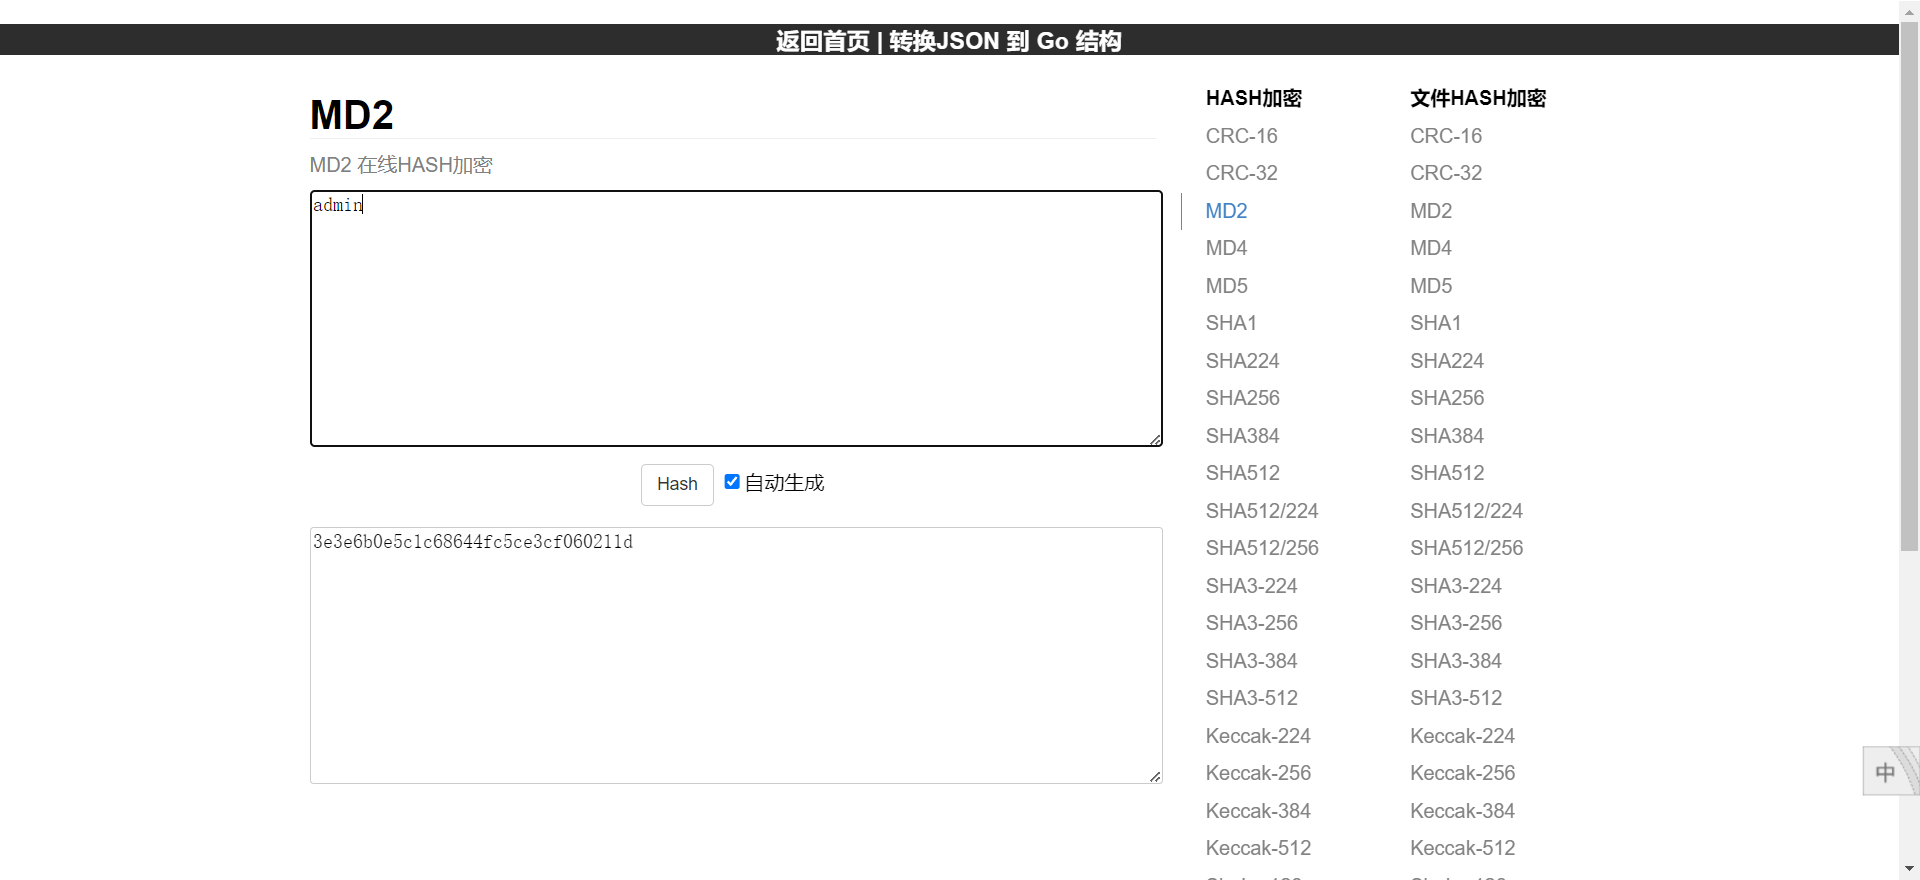 返回首页 | 转换JSON 到 Go 结构
MD2
MD2 在线HASH加密
admin
Hash
自动生成
3e3e6b0e5c1c68644fc5ce3cf060211d
HASH加密
CRC-16
CRC-32
MD2
MD4
MD5
SHA1
SHA224
SHA256
SHA384
SHA512
SHA512/224
SHA512/256
SHA3-224
SHA3-256
SHA3-384
SHA3-512
Keccak-224
Keccak-256
Keccak-384
Keccak-512
文件HASH加密
CRC-16
CRC-32
MD2
MD4
MD5
SHA1
SHA224
SHA256
SHA384
SHA512
SHA512/224
SHA512/256
SHA3-224
SHA3-256
SHA3-384
SHA3-512
Keccak-224
Keccak-256
Keccak-384
Keccak-512
中